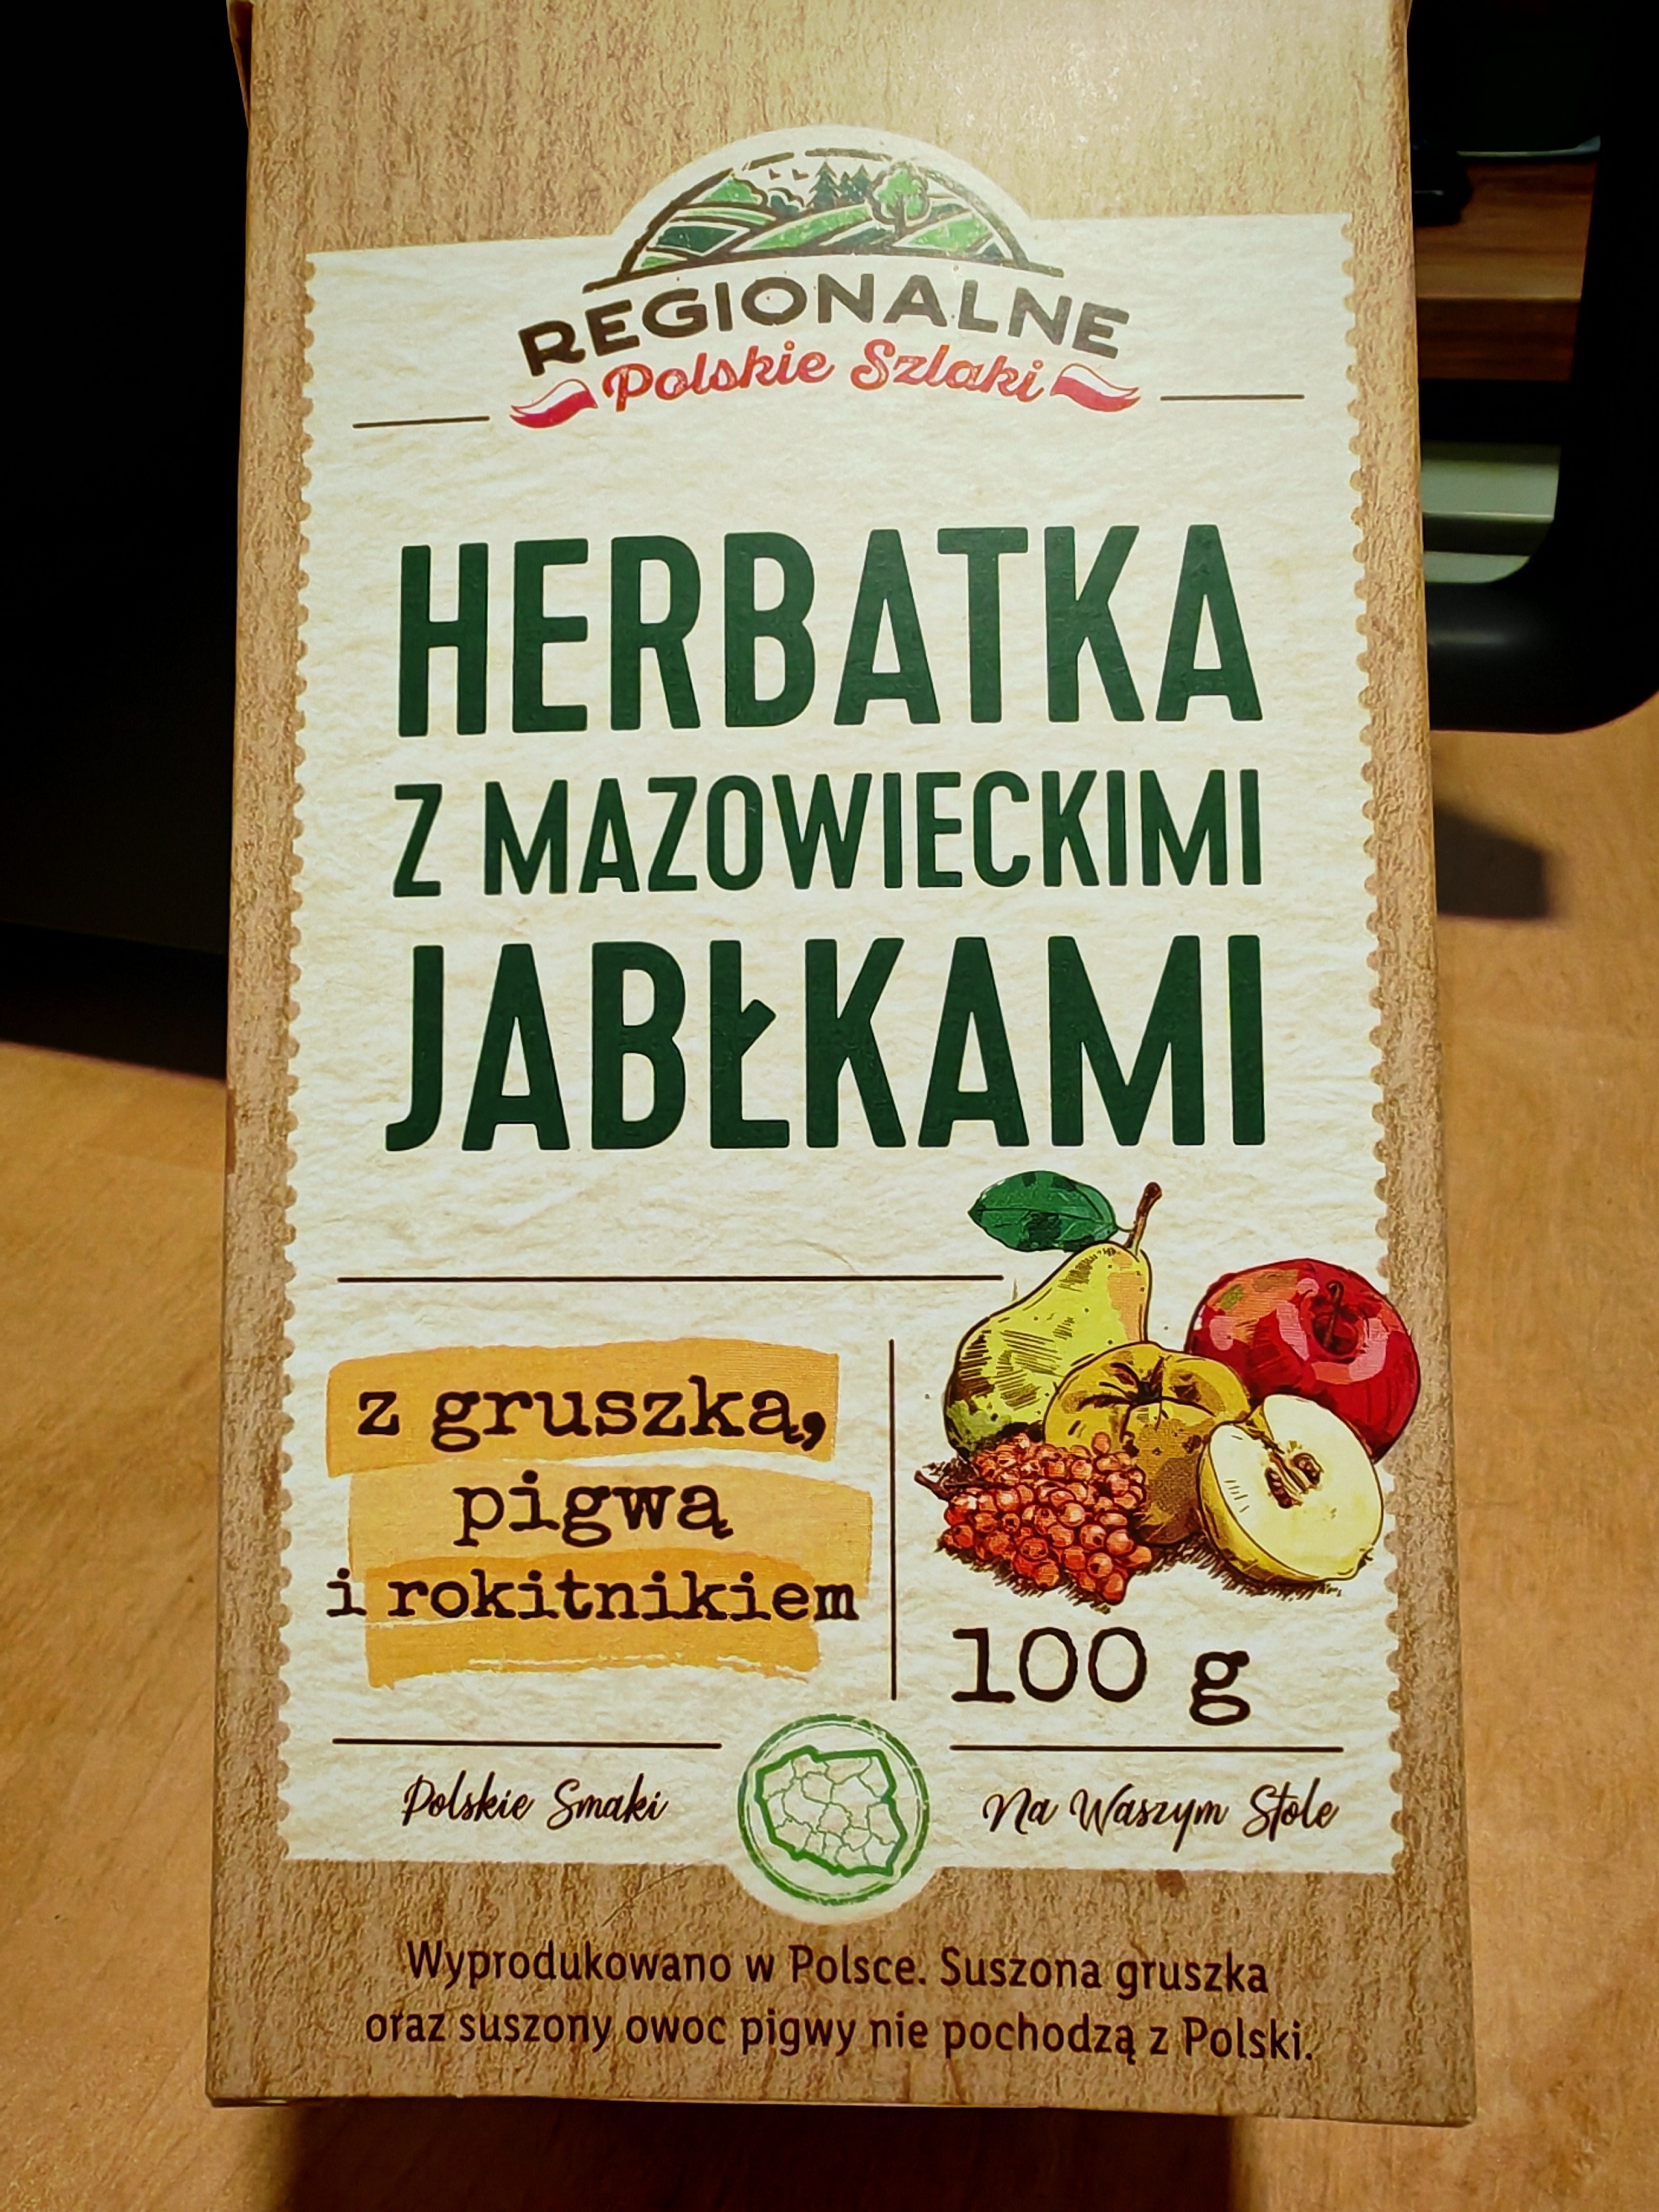 REGIONALNE
Polskie Szlaki
HERBATKA
Z MAZOWIECKIMI
JABŁKAMI
z gruszką,
pigwą
i rokitnikiem
100 g
Polskie Smaki
Na Waszym Stole
Wyprodukowano w Polsce. Suszona gruszka
oraz suszony owoc pigwy nie pochodzą z Polski.